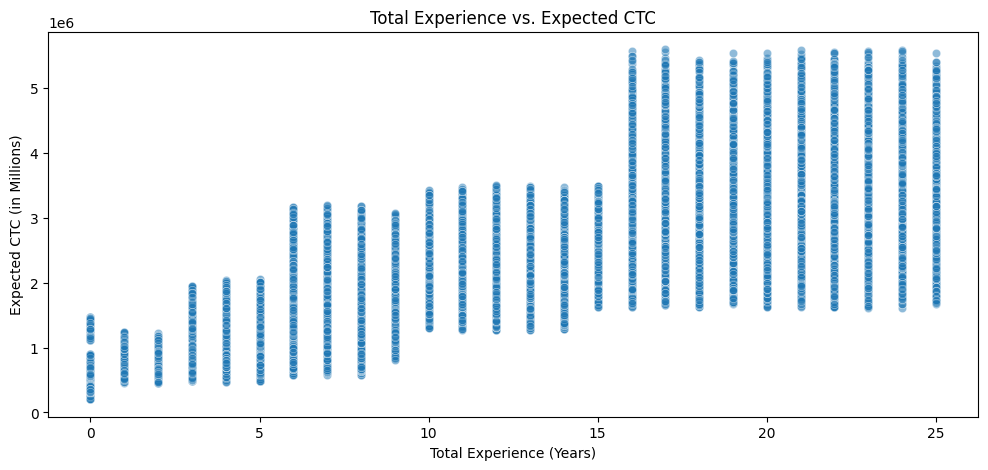 Total Experience vs. Expected CTC
1e6
Expected CTC (in Millions)
5
4
3
2
1
0
0 5 10 15 20 25
Total Experience (Years)